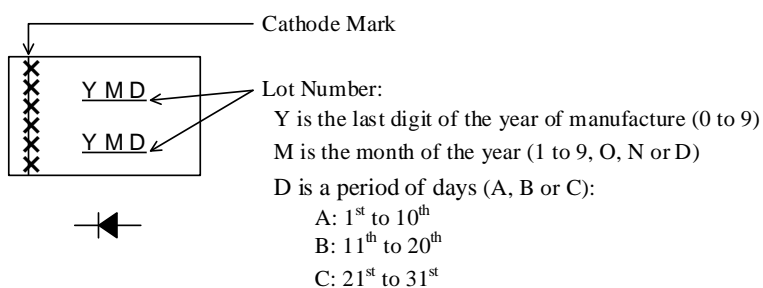 Cathode Mark
Y M D
Y M D
Lot Number:
Y is the last digit of the year of manufacture (0 to 9)
M is the month of the year (1 to 9, O, N or D)
D is a period of days (A, B or C):
A: 1st to 10th
B: 11th to 20th
C: 21st to 31st